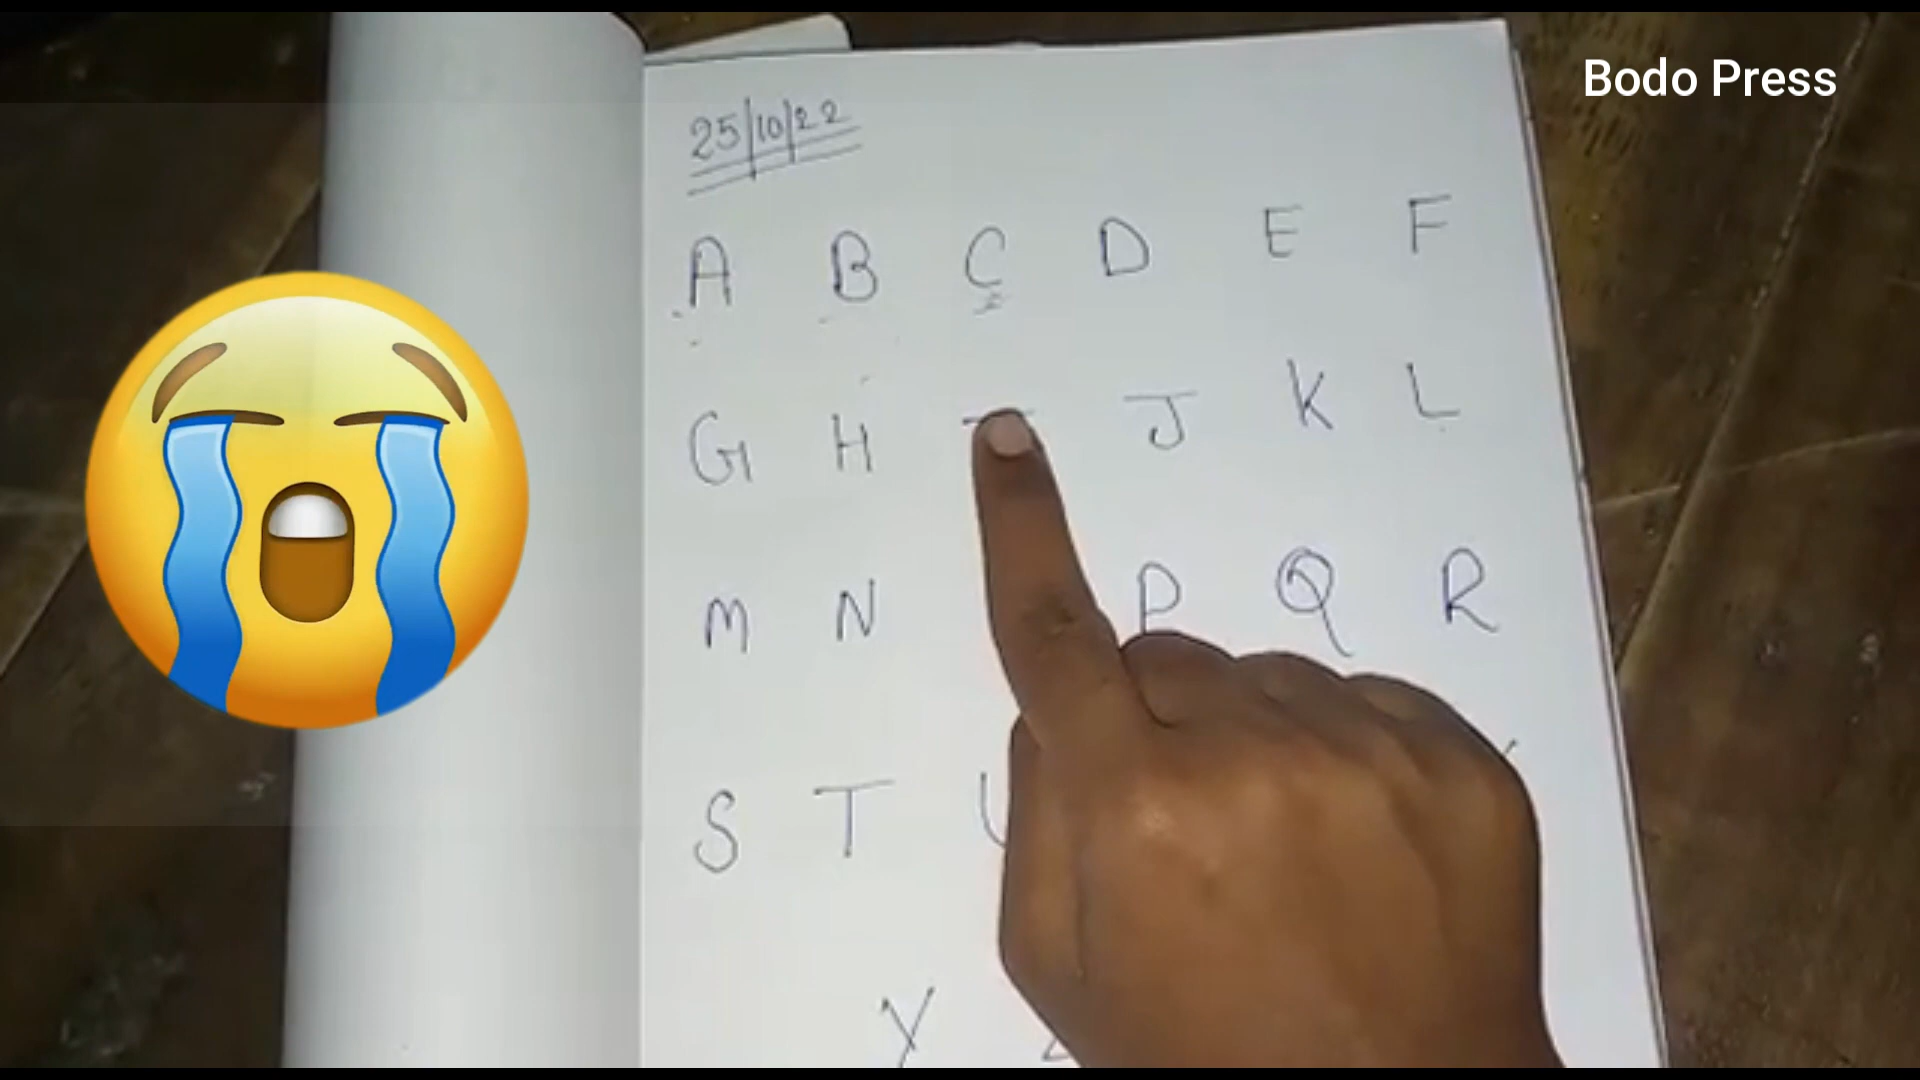 Bodo Press
25/10/22
A B C D E F
G H J K L
M N P Q R
S T U
Y